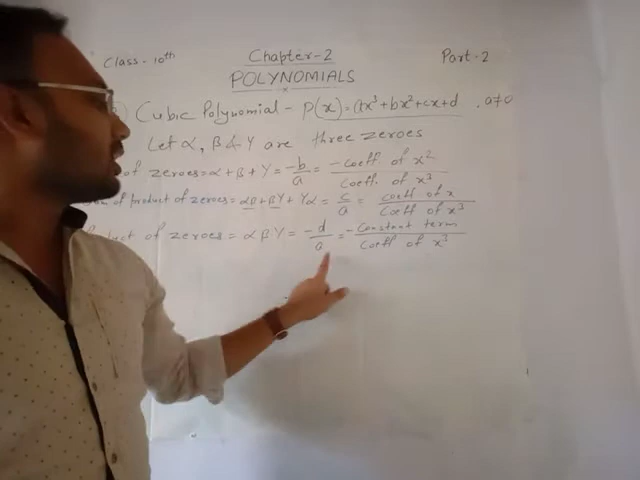 Class - 10th
Chapter-2
Part-2
POLYNOMIALS
Cubic Polynomial - P(x) = ax³+bx²+cx+d , a≠0
Let α, β & γ are three zeroes
of zeroes = α + β + γ = -b/a = -coeff of x²/coeff. of x³
of product of zeroes = αβ + βγ + γα = c/a = coeff of x/coeff of x³
of zeroes = α β γ = -d/a = -constant term/coeff of x³